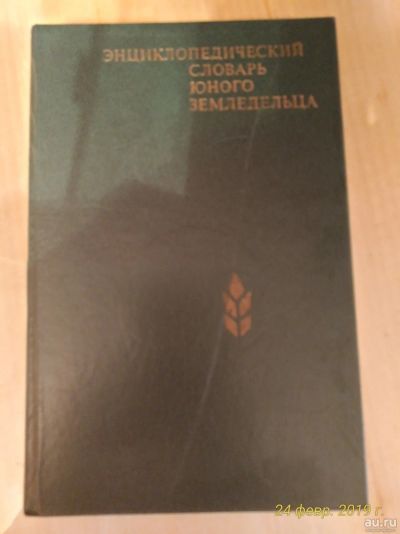 ЭНЦИКЛОПЕДИЧЕСКИЙ
СЛОВАРЬ
ЮНОГО
ЗЕМЛЕДЕЛЬЦА
24 февр. 2019 г.
au.ru